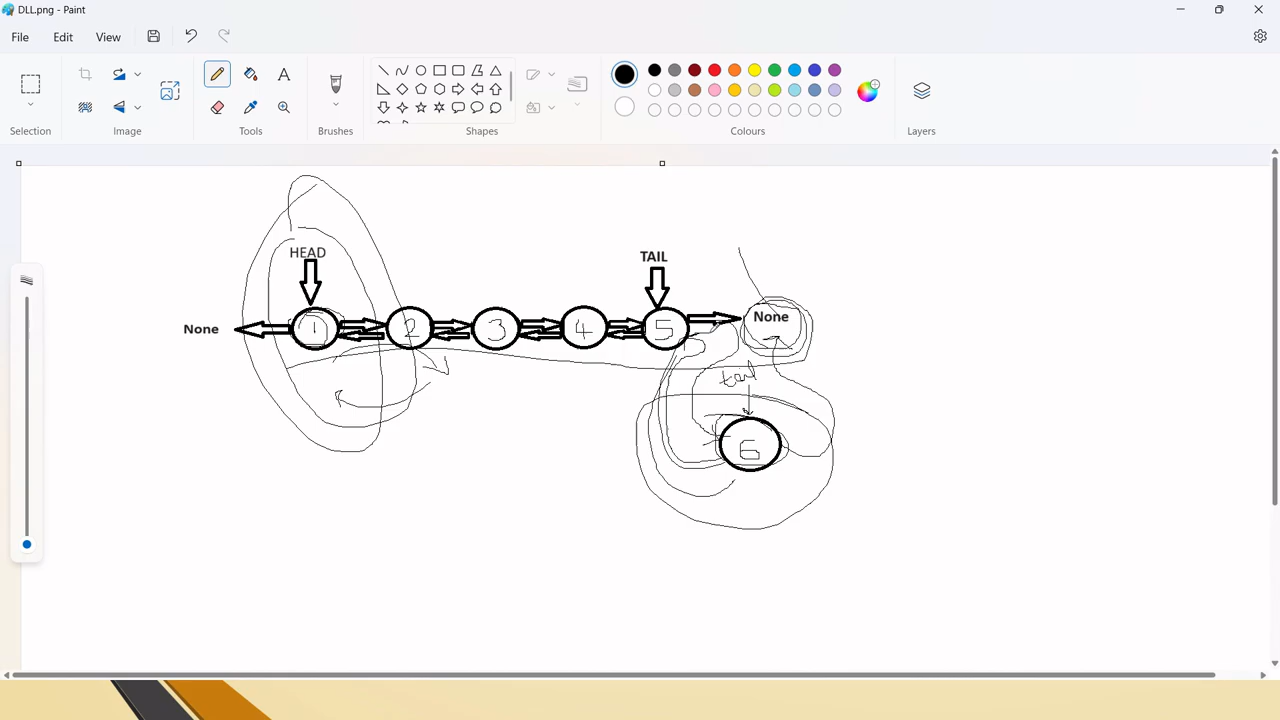 DLL.png - Paint
File Edit View
Selection Image Tools Brushes Shapes Colours Layers
HEAD TAIL
None 1 2 3 4 5 None
tail
6